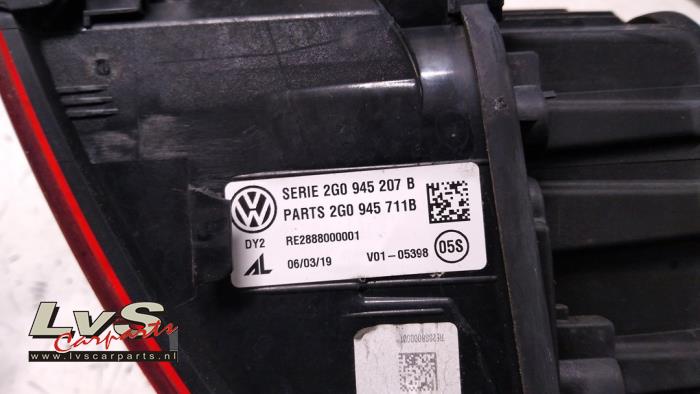 SERIE 2G0 945 207 B
PARTS 2G0 945 711B
DY2 RE2888000001
AL 06/03/19 V01-05398 05S
RE2888000001
LvS
Carparts
www.lvscarparts.nl